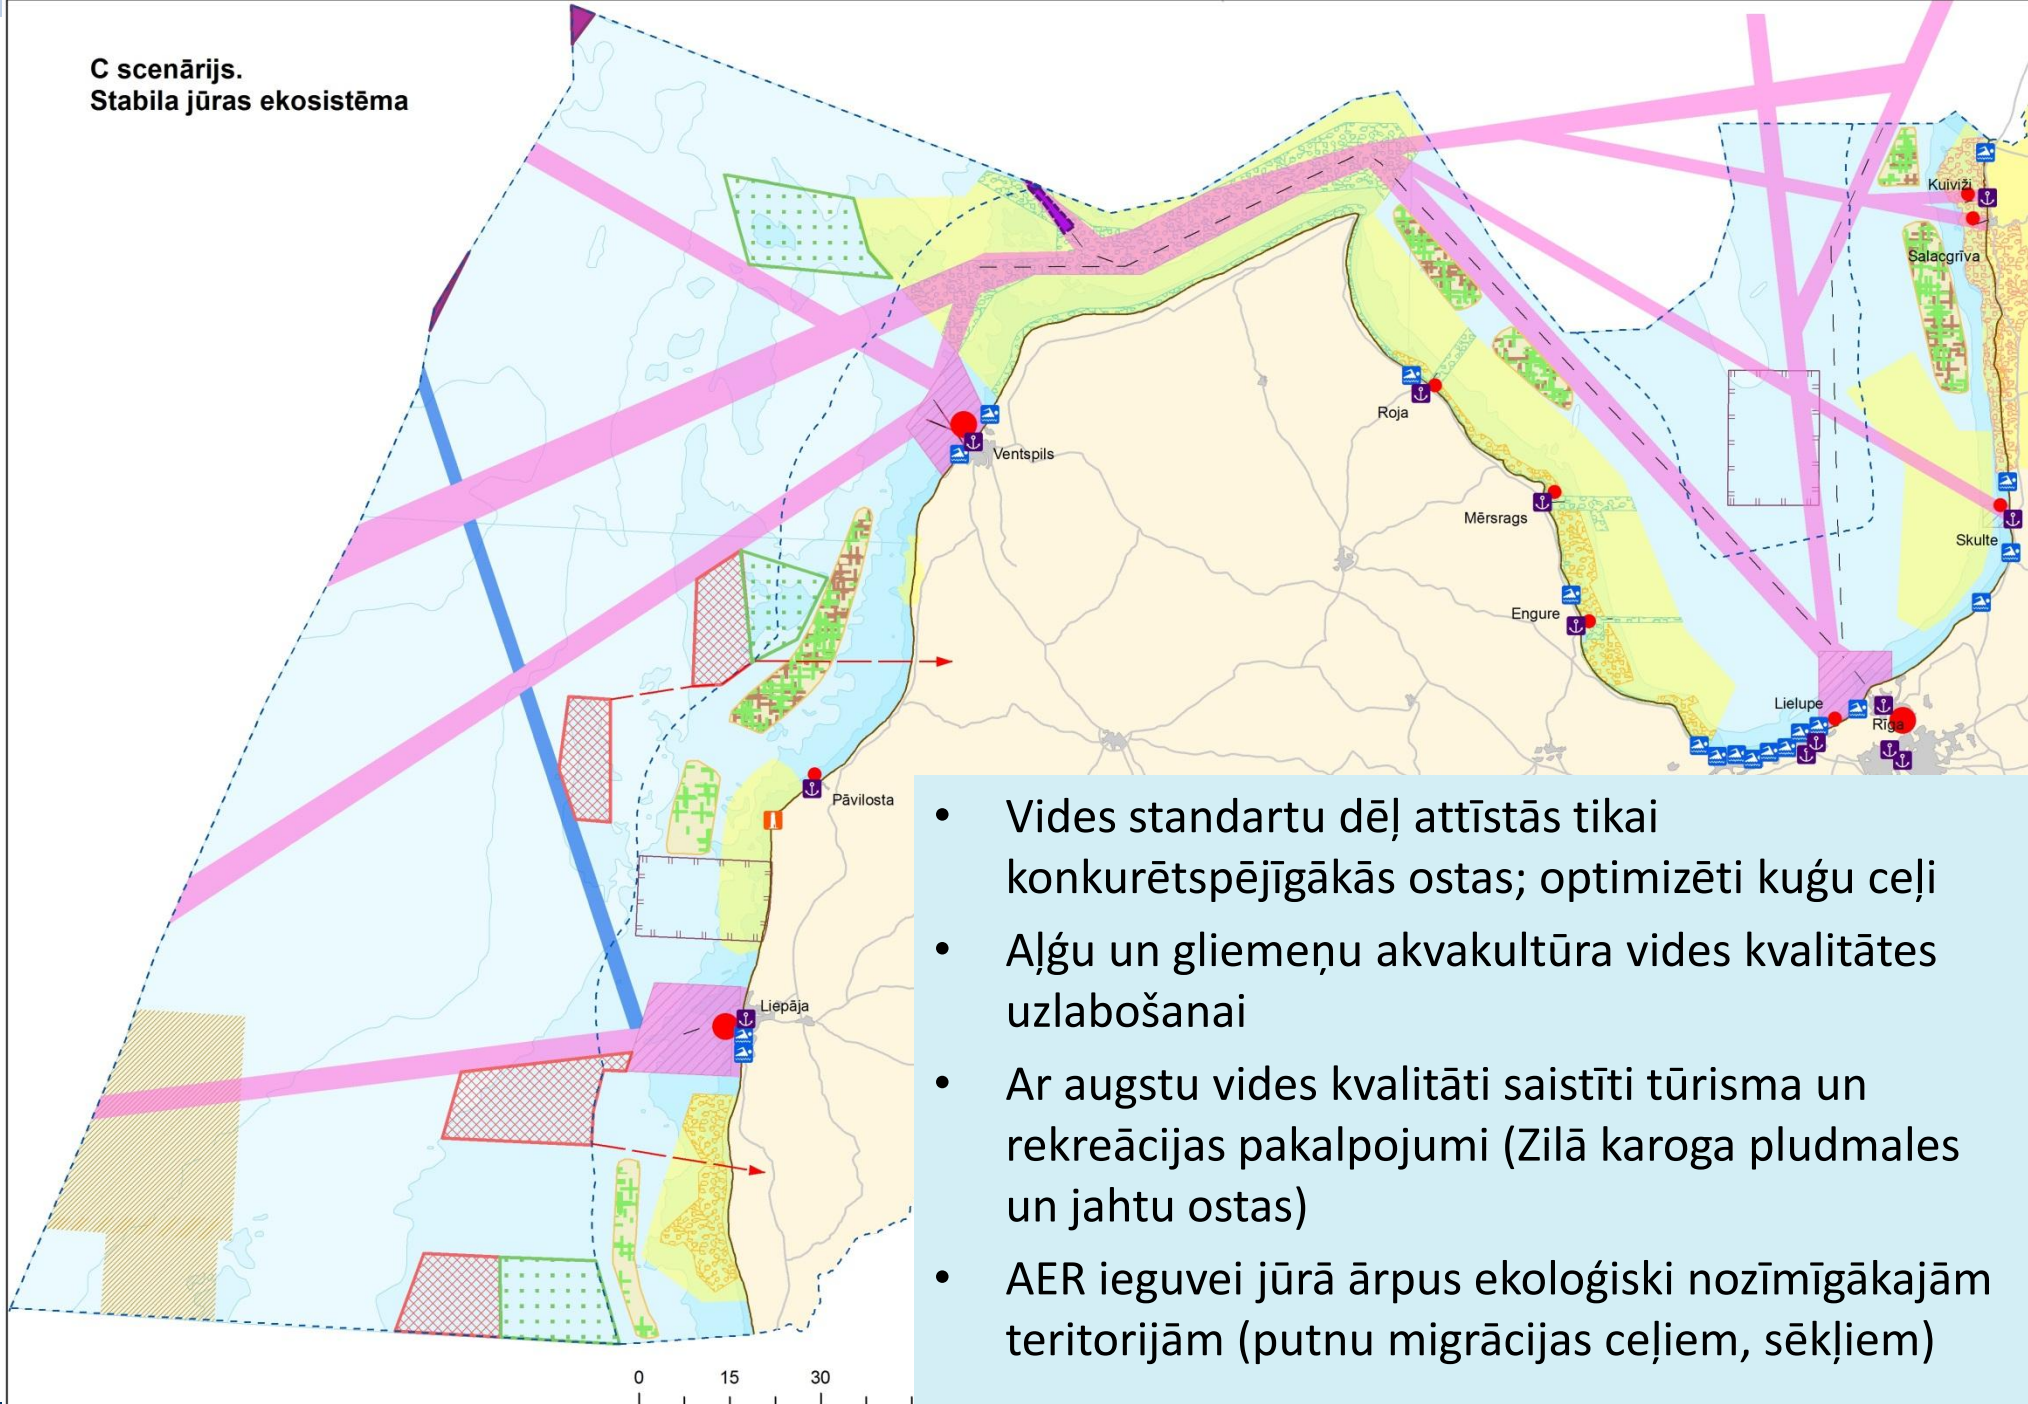 C scenārijs.
Stabila jūras ekosistēma
Kuiviži
Salacgrīva
Roja
Ventspils
Mērsrags
Skulte
Engure
Lielupe
Rīga
Pāvilosta
Liepāja
• Vides standartu dēļ attīstās tikai
konkurētspējīgākās ostas; optimizēti kuģu ceļi
• Aļģu un gliemeņu akvakultūra vides kvalitātes
uzlabošanai
• Ar augstu vides kvalitāti saistīti tūrisma un
rekreācijas pakalpojumi (Zilā karoga pludmales
un jahtu ostas)
• AER ieguvei jūrā ārpus ekoloģiski nozīmīgākajām
teritorijām (putnu migrācijas ceļiem, sēkļiem)
0 15 30